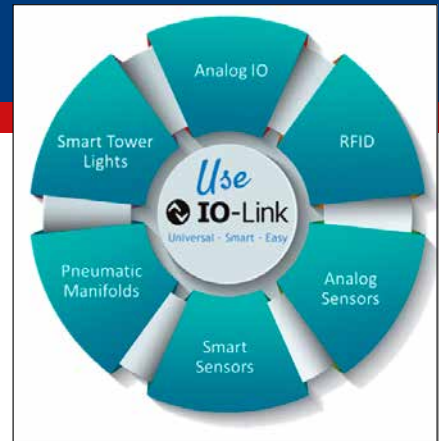 Analog IO
RFID
Analog
Sensors
Smart
Sensors
Pneumatic
Manifolds
Smart Tower
Lights
Use
IO-Link
Universal - Smart - Easy